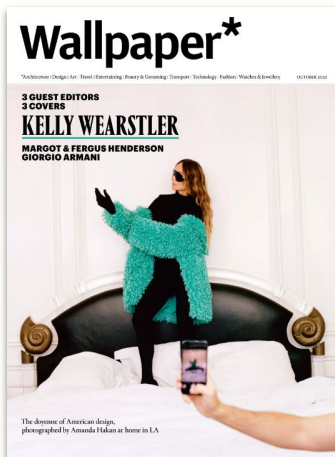 Wallpaper*
*Architecture | Design | Art | Travel | Entertaining | Beauty & Grooming | Transport | Technology | Fashion | Watches & Jewellery OCTOBER 2022
3 GUEST EDITORS
3 COVERS
KELLY WEARSTLER
MARGOT & FERGUS HENDERSON
GIORGIO ARMANI
The doyenne of American design,
photographed by Amanda Hakan at home in LA